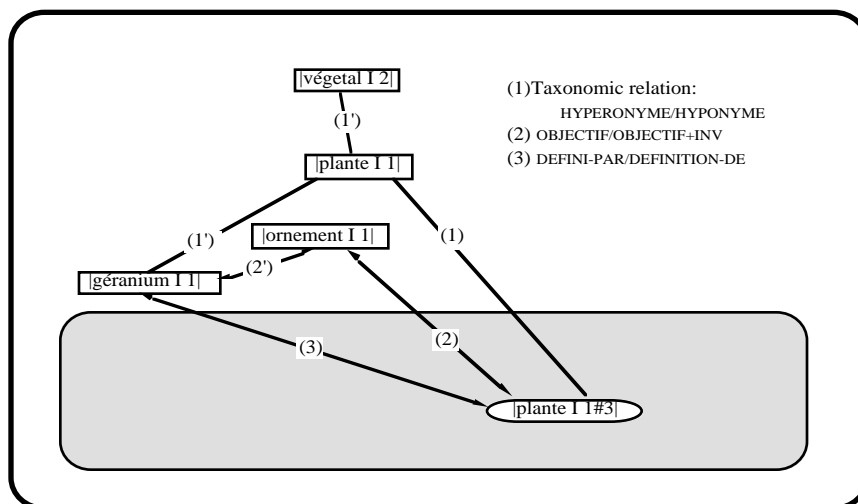 |végetal I 2|
(1)Taxonomic relation:
HYPERONYME/HYPONYME
(2) OBJECTIF/OBJECTIF+INV
(3) DEFINI-PAR/DEFINITION-DE
(1')
|plante I 1|
(1')
|ornement I 1|
(1)
(2')
|géranium I 1|
(3)
(2)
|plante I 1#3|